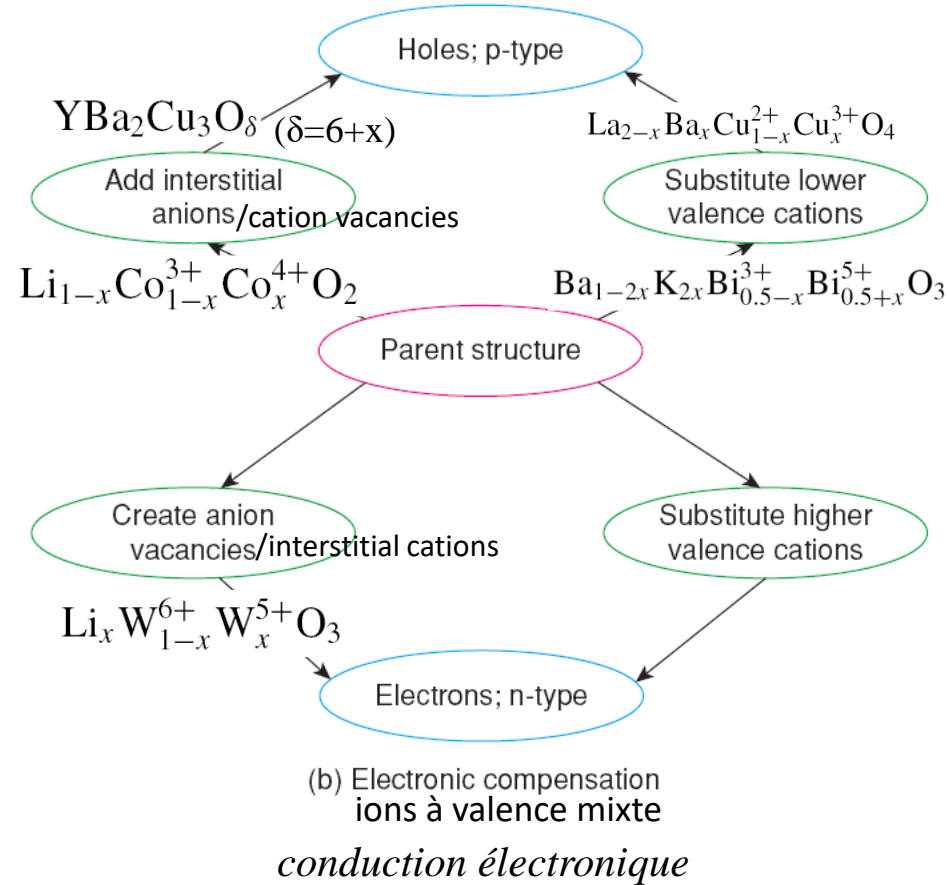 Holes; p-type
YBa₂Cu₃O_δ (δ=6+x)
La₂₋ₓBaₓCu²⁺₁₋ₓCu³⁺ₓO₄
Add interstitial
anions/cation vacancies
Substitute lower
valence cations
Li₁₋ₓCo³⁺₁₋ₓCo⁴⁺ₓO₂
Ba₁₋₂ₓK₂ₓBi³⁺₀.₅₋ₓBi⁵⁺₀.₅₊ₓO₃
Parent structure
Create anion
vacancies/interstitial cations
Substitute higher
valence cations
LiₓW⁶⁺₁₋ₓW⁵⁺ₓO₃
Electrons; n-type
(b) Electronic compensation
ions à valence mixte
conduction électronique